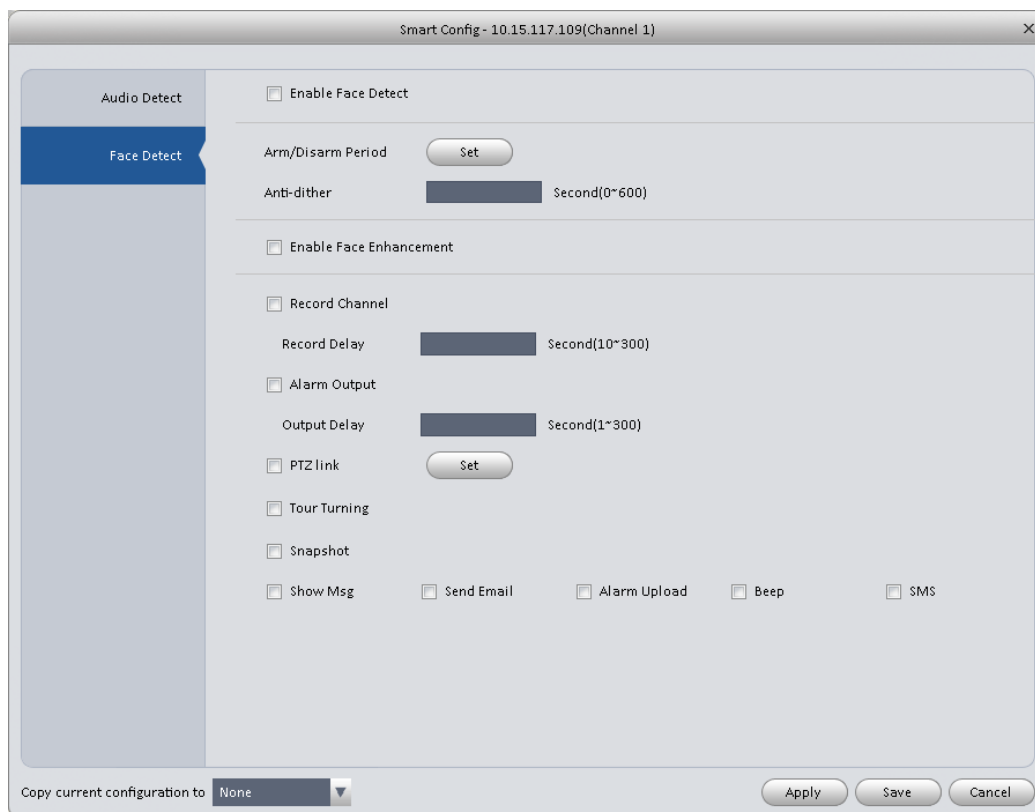 Smart Config - 10.15.117.109(Channel 1)
Audio Detect
Face Detect
Enable Face Detect
Arm/Disarm Period Set
Anti-dither Second(0~600)
Enable Face Enhancement
Record Channel
Record Delay Second(10~300)
Alarm Output
Output Delay Second(1~300)
PTZ link Set
Tour Turning
Snapshot
Show Msg Send Email Alarm Upload Beep SMS
Copy current configuration to None Apply Save Cancel